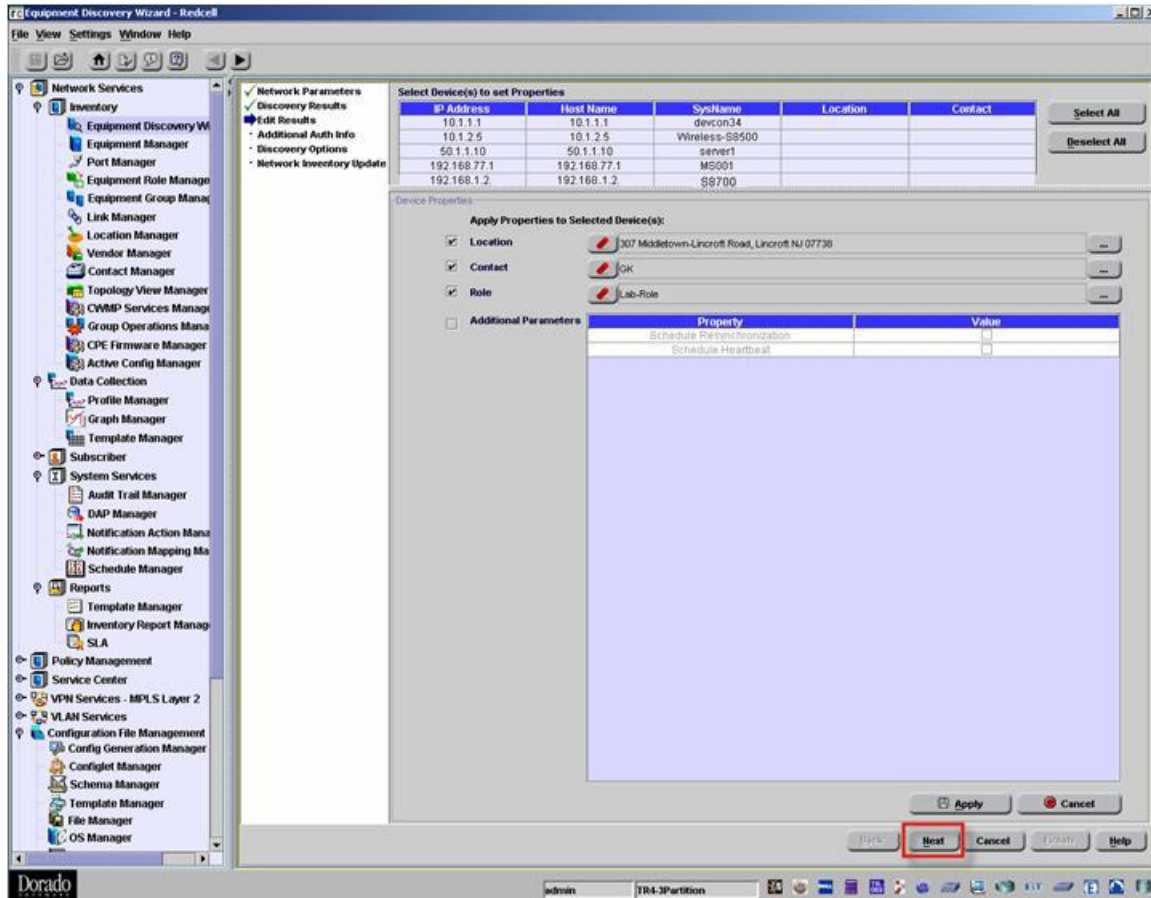 Equipment Discovery Wizard - Redcell
File View Settings Window Help
Network Services
Inventory
Equipment Discovery Wi
Equipment Manager
Port Manager
Equipment Role Manage
Equipment Group Manag
Link Manager
Location Manager
Vendor Manager
Contact Manager
Topology View Manager
CWMP Services Manage
Group Operations Mana
CPE Firmware Manager
Active Config Manager
Data Collection
Profile Manager
Graph Manager
Template Manager
Subscriber
System Services
Audit Trail Manager
DAP Manager
Notification Action Mana
Notification Mapping Ma
Schedule Manager
Reports
Template Manager
Inventory Report Manag
SLA
Policy Management
Service Center
VPN Services - MPLS Layer 2
VLAN Services
Configuration File Management
Config Generation Manager
Configlet Manager
Schema Manager
Template Manager
File Manager
OS Manager
Network Parameters
Discovery Results
Edit Results
Additional Auth Info
Discovery Options
Network Inventory Update
Select Device(s) to set Properties
IP Address Host Name SysName Location Contact
10.1.1.1 10.1.1.1 devcon34
10.1.2.5 10.1.2.5 Wireless-S8500
50.1.1.10 50.1.1.10 server1
192.168.77.1 192.168.77.1 MS001
192.168.1.2. 192.168.1.2. S8700
Select All
Deselect All
Device Properties
Apply Properties to Selected Device(s):
Location 307 Middletown-Lincroft Road, Lincroft NJ 07738 ...
Contact GK ...
Role Lab-Role ...
Additional Parameters
Property Value
Schedule Resynchronization
Schedule Heartbeat
Apply Cancel
Back Next Cancel Finish Help
Dorado
SOFTWARE
admin TR4-3Partition